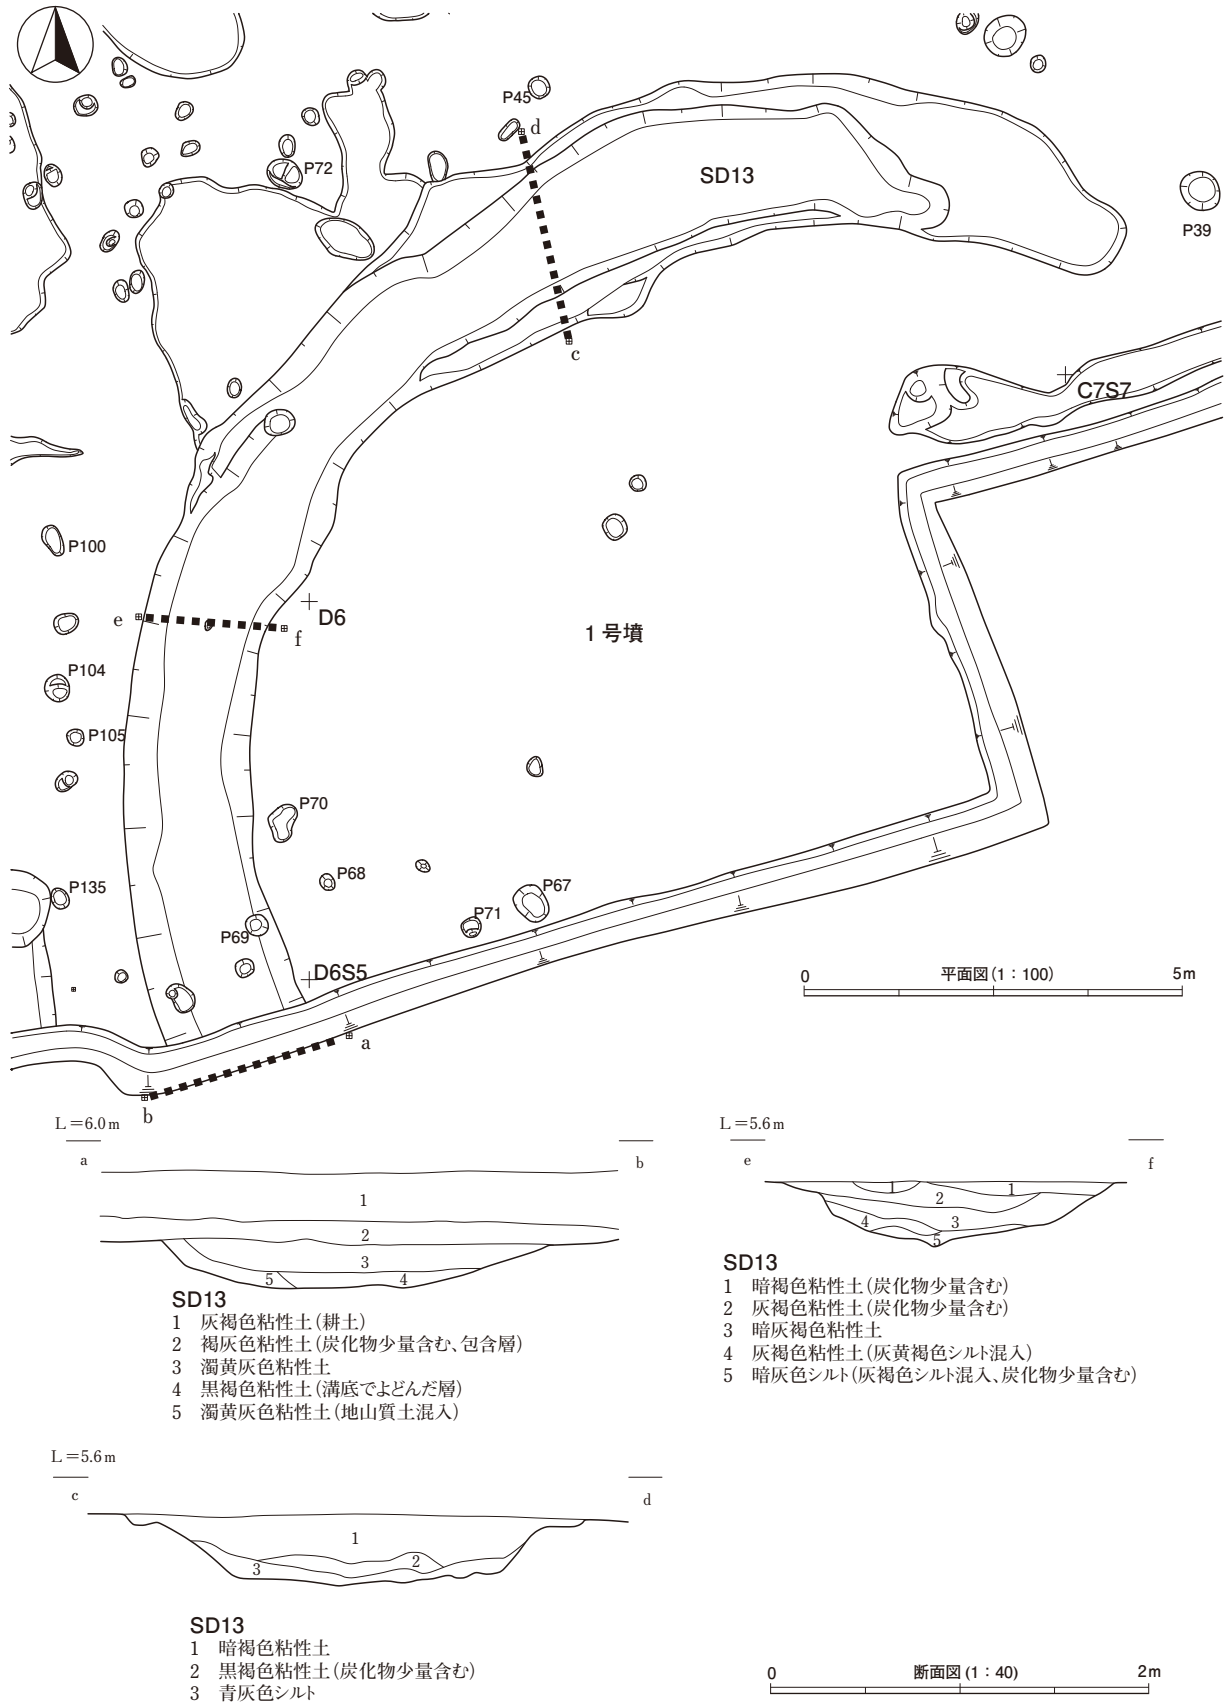 P45
d
P72
SD13
P39
c
C7S7
P100
e
f
D6
1号墳
P104
P105
P70
P68
P135
P67
P71
P69
D6S5
0
平面図(1：100)
5m
a
b
L＝6.0m
a
b
1
2
3
5
4
SD13
1 灰褐色粘性土(耕土)
2 褐灰色粘性土(炭化物少量含む、包含層)
3 濁黄灰色粘性土
4 黒褐色粘性土(溝底でよどんだ層)
5 濁黄灰色粘性土(地山質土混入)
L＝5.6m
e
f
1
1
2
4
3
5
SD13
1 暗褐色粘性土(炭化物少量含む)
2 灰褐色粘性土(炭化物少量含む)
3 暗灰褐色粘性土
4 灰褐色粘性土(灰黄褐色シルト混入)
5 暗灰色シルト(灰褐色シルト混入、炭化物少量含む)
L＝5.6m
c
d
1
2
3
SD13
1 暗褐色粘性土
2 黒褐色粘性土(炭化物少量含む)
3 青灰色シルト
0
断面図(1：40)
2m